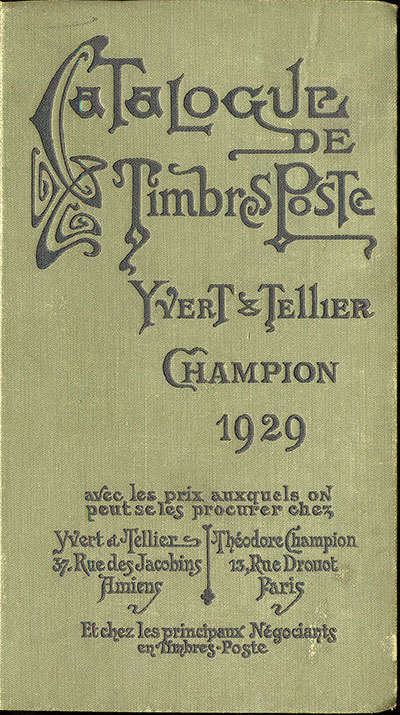 Catalogue
de
Timbres Poste
Yvert & Tellier
Champion
1929
avec les prix auxquels on
peut se les procurer chez
Yvert & Tellier
37, Rue des Jacobins
Amiens
Théodore Champion
13, Rue Drouot
Paris
Et chez les principaux Négociants
en Timbres-Poste